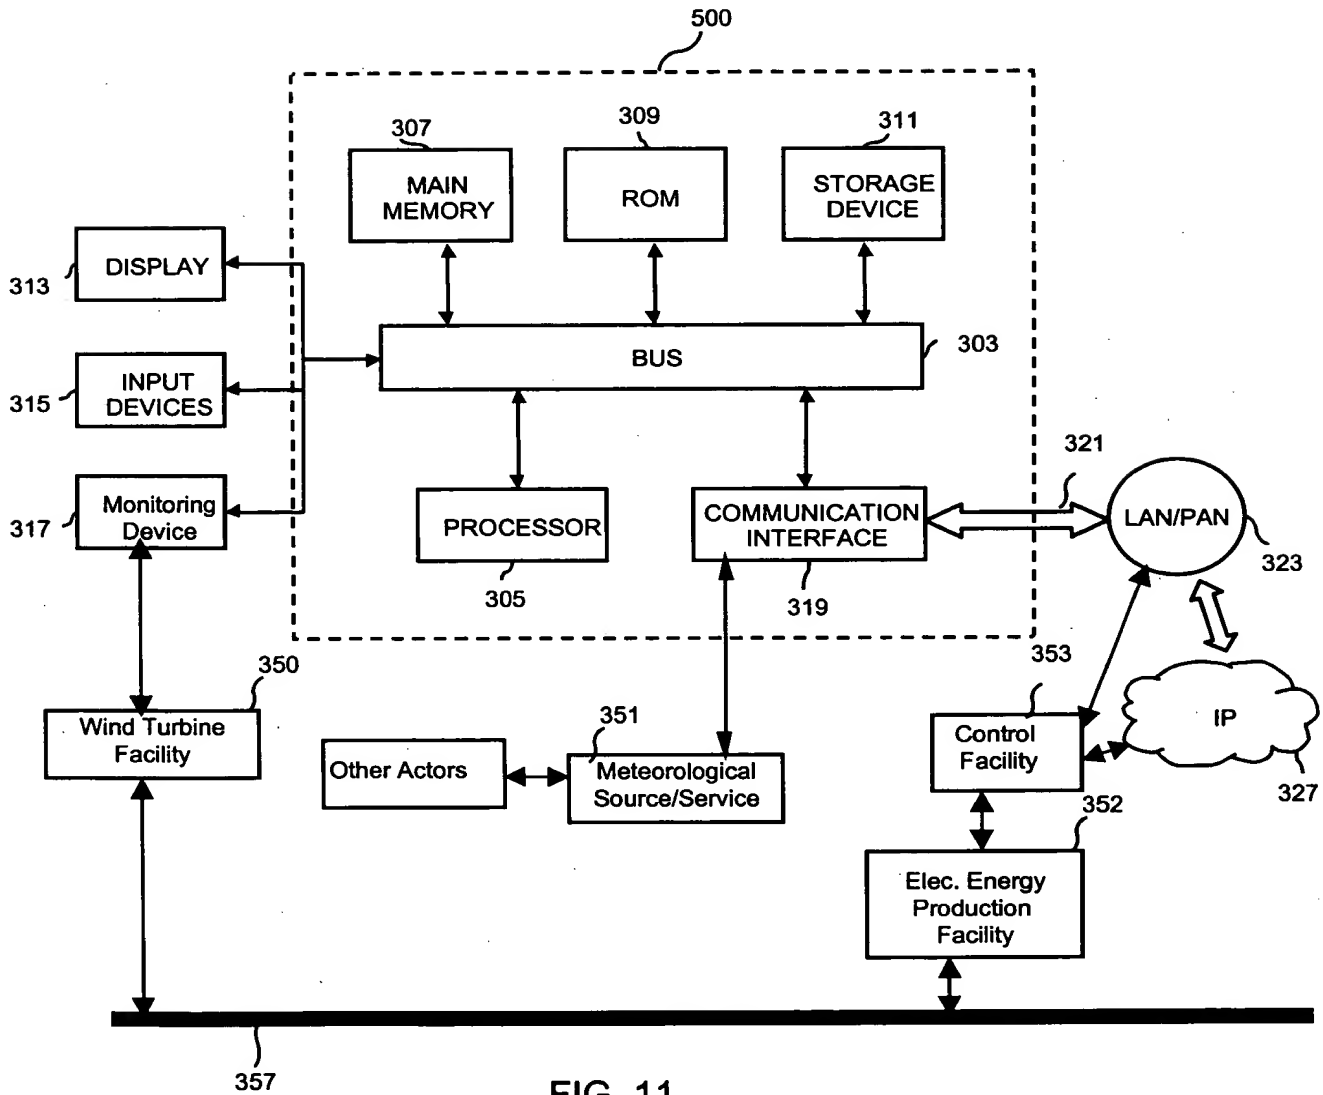 500
307
309
311
MAIN
MEMORY
ROM
STORAGE
DEVICE
DISPLAY
313
BUS
303
INPUT
DEVICES
315
321
Monitoring
Device
317
PROCESSOR
305
COMMUNICATION
INTERFACE
319
LAN/PAN
323
350
Wind Turbine
Facility
351
Other Actors
Meteorological
Source/Service
353
Control
Facility
IP
327
352
Elec. Energy
Production
Facility
357
FIG. 11